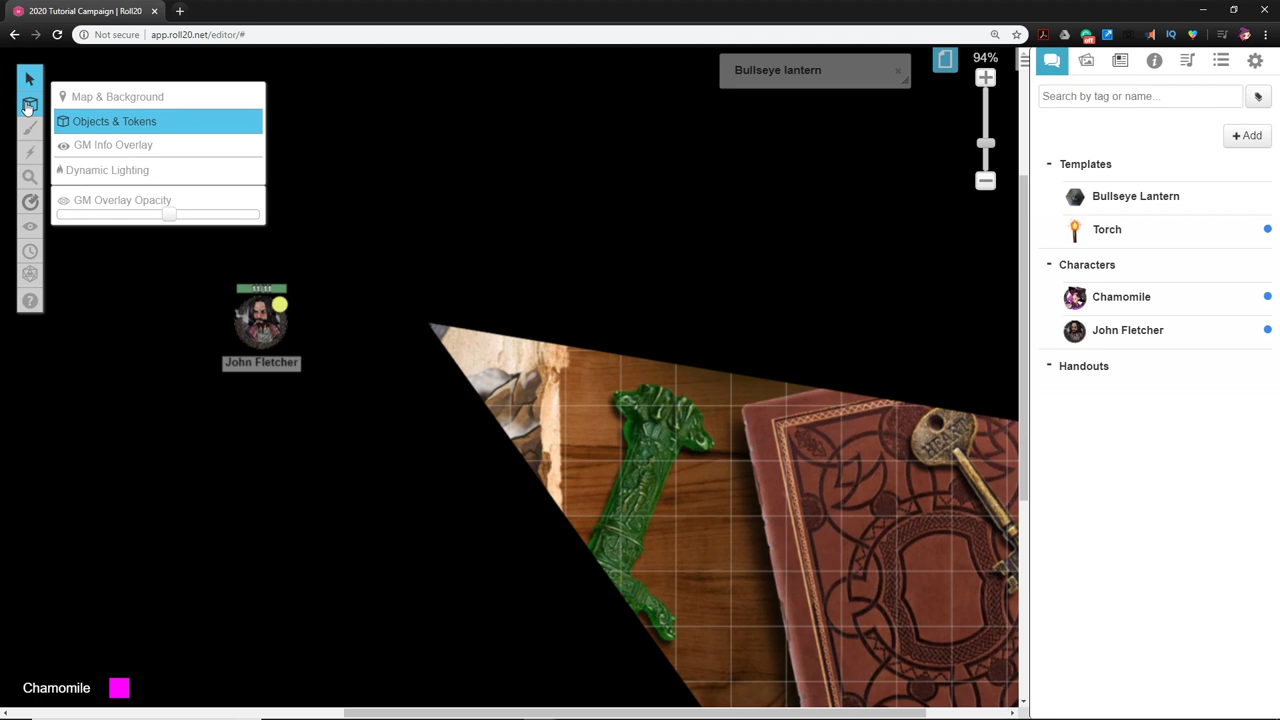 2020 Tutorial Campaign | Roll20
Not secure | app.roll20.net/editor/#
off
IQ
Bullseye lantern
94%
Map & Background
Objects & Tokens
GM Info Overlay
Dynamic Lighting
GM Overlay Opacity
John Fletcher
Chamomile
Search by tag or name...
+ Add
Templates
Bullseye Lantern
Torch
Characters
Chamomile
John Fletcher
Handouts